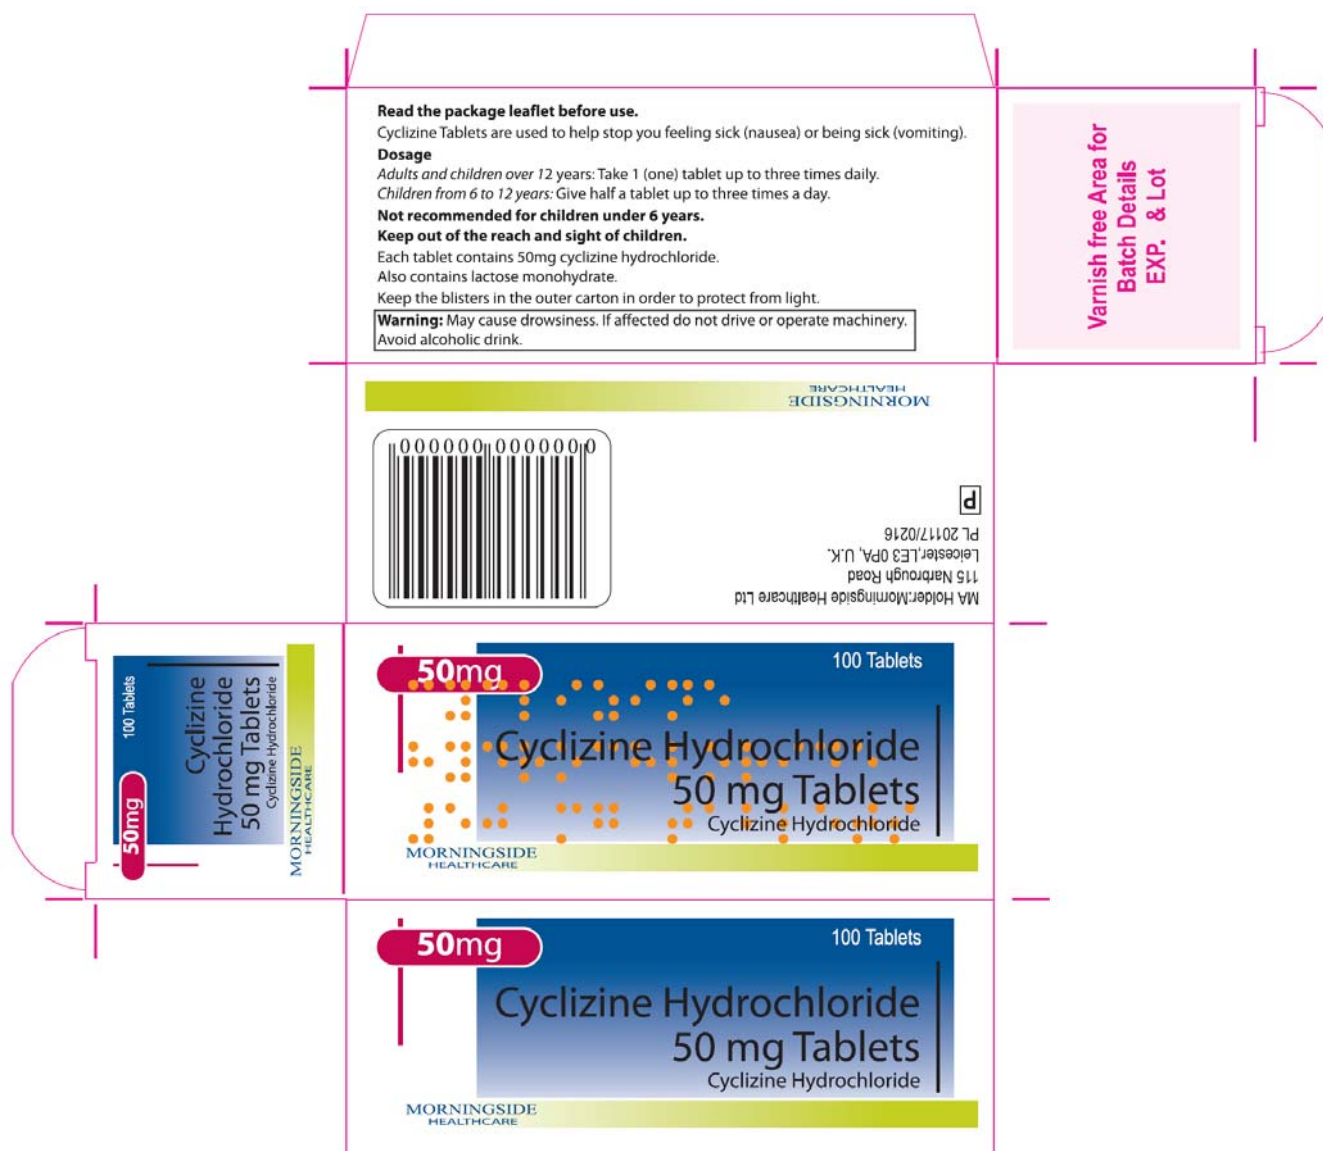 Read the package leaflet before use.
Cyclizine Tablets are used to help stop you feeling sick (nausea) or being sick (vomiting).
Dosage
Adults and children over 12 years: Take 1 (one) tablet up to three times daily.
Children from 6 to 12 years: Give half a tablet up to three times a day.
Not recommended for children under 6 years.
Keep out of the reach and sight of children.
Each tablet contains 50mg cyclizine hydrochloride.
Also contains lactose monohydrate.
Keep the blisters in the outer carton in order to protect from light.
Warning: May cause drowsiness. If affected do not drive or operate machinery.
Avoid alcoholic drink.
Varnish free Area for
Batch Details
EXP. & Lot
MA Holder:Morningside Healthcare Ltd
115 Narbrough Road
Leicester,LE3 0PA, U.K.
PL 20117/0216
P
000000 0000000
MORNINGSIDE
HEALTHCARE
50mg
100 Tablets
Cyclizine
Hydrochloride
50 mg Tablets
Cyclizine Hydrochloride
MORNINGSIDE
HEALTHCARE
50mg
100 Tablets
Cyclizine Hydrochloride
50 mg Tablets
Cyclizine Hydrochloride
MORNINGSIDE
HEALTHCARE
50mg
100 Tablets
Cyclizine Hydrochloride
50 mg Tablets
Cyclizine Hydrochloride
MORNINGSIDE
HEALTHCARE